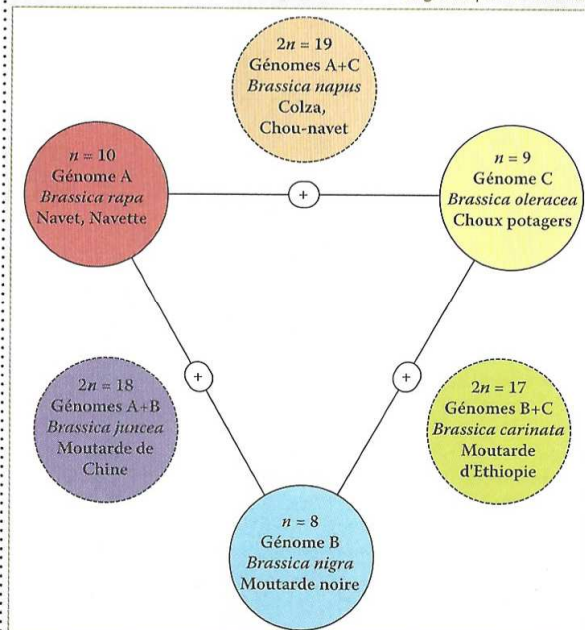 2n = 19
Génomes A+C
Brassica napus
Colza,
Chou-navet
n = 10
Génome A
Brassica rapa
Navet, Navette
n = 9
Génome C
Brassica oleracea
Choux potagers
+
2n = 18
Génomes A+B
Brassica juncea
Moutarde de
Chine
+
+
2n = 17
Génomes B+C
Brassica carinata
Moutarde
d'Ethiopie
n = 8
Génome B
Brassica nigra
Moutarde noire